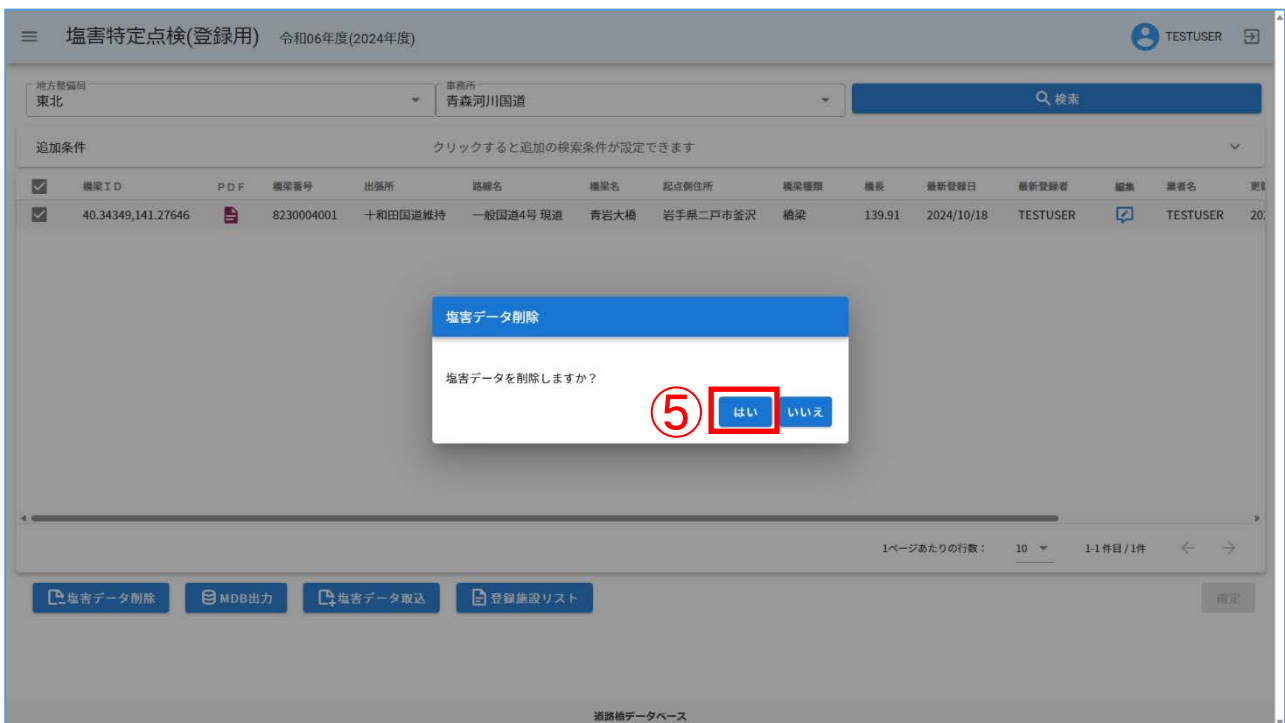 塩害特定点検(登録用) 令和06年度(2024年度) TESTUSER
地方整備局 事務所
東北 青森河川国道 検索
追加条件 クリックすると追加の検索条件が設定できます
橋梁ID PDF 橋梁番号 出張所 路線名 橋梁名 起点側住所 橋梁種類 橋長 最新登録日 最新登録者 編集 業者名
40.34349,141.27646 8230004001 十和田国道維持 一般国道4号 現道 青岩大橋 岩手県二戸市釜沢 橋梁 139.91 2024/10/18 TESTUSER TESTUSER 20
塩害データ削除
塩害データを削除しますか？
⑤ はい いいえ
1ページあたりの行数： 10 1-1 件目 / 1件
塩害データ削除 MDB出力 塩害データ取込 登録施設リスト 確定
道路橋データベース